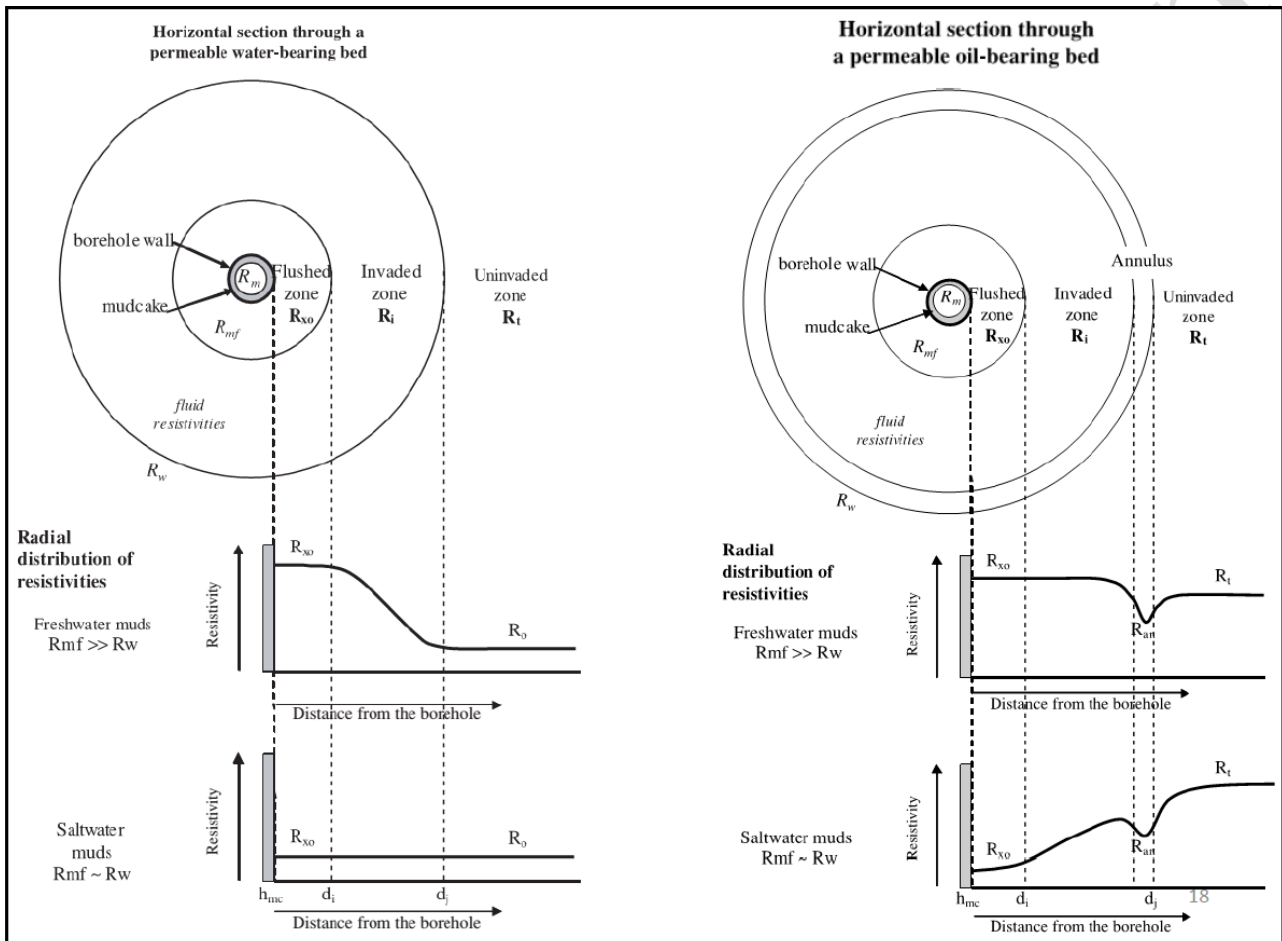 Horizontal section through a
permeable water-bearing bed
borehole wall
mudcake
R_m
Flushed
zone
R_xo
Invaded
zone
R_i
Uninvaded
zone
R_t
R_mf
fluid
resistivities
R_w
Radial
distribution of
resistivities
Freshwater muds
Rmf >> Rw
Resistivity
R_xo
R_o
Distance from the borehole
Saltwater
muds
Rmf ~ Rw
Resistivity
R_xo
R_o
h_mc
d_i
d_j
Distance from the borehole
Horizontal section through
a permeable oil-bearing bed
borehole wall
mudcake
R_m
Flushed
zone
R_xo
Invaded
zone
R_i
Annulus
Uninvaded
zone
R_t
R_mf
fluid
resistivities
R_w
Radial
distribution of
resistivities
Freshwater muds
Rmf >> Rw
Resistivity
R_xo
R_an
R_t
Distance from the borehole
Saltwater muds
Rmf ~ Rw
Resistivity
R_xo
R_an
R_t
h_mc
d_i
d_j
18
Distance from the borehole